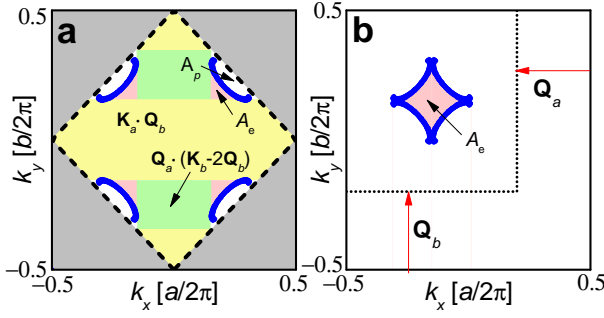 0.5
a
A_p
K_a · Q_b
A_e
Q_a · (K_b-2Q_b)
k_y [b/2π]
−0.5
−0.5
0.5
k_x [a/2π]
0.5
b
Q_a
A_e
Q_b
k_y [b/2π]
−0.5
−0.5
0.5
k_x [a/2π]